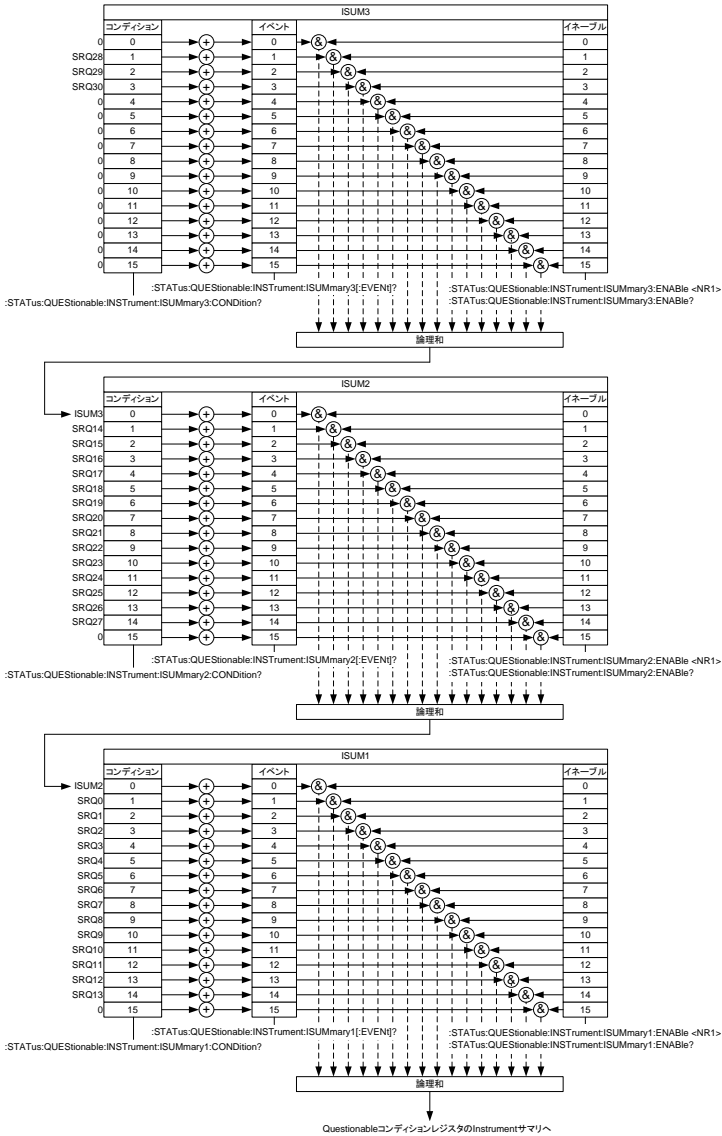 ISUM3
コンディション イベント イネーブル
0 0 + 0 & 0
SRQ28 1 + 1 & 1
SRQ29 2 + 2 & 2
SRQ30 3 + 3 & 3
0 4 + 4 & 4
0 5 + 5 & 5
0 6 + 6 & 6
0 7 + 7 & 7
0 8 + 8 & 8
0 9 + 9 & 9
0 10 + 10 & 10
0 11 + 11 & 11
0 12 + 12 & 12
0 13 + 13 & 13
0 14 + 14 & 14
0 15 + 15 & 15
:STATus:QUEStionable:INSTrument:ISUMmary3[:EVENt]? :STATus:QUEStionable:INSTrument:ISUMmary3:ENABle <NR1>
:STATus:QUEStionable:INSTrument:ISUMmary3:CONDition? :STATus:QUEStionable:INSTrument:ISUMmary3:ENABle?
論理和
ISUM2
コンディション イベント イネーブル
ISUM3 0 + 0 & 0
SRQ14 1 + 1 & 1
SRQ15 2 + 2 & 2
SRQ16 3 + 3 & 3
SRQ17 4 + 4 & 4
SRQ18 5 + 5 & 5
SRQ19 6 + 6 & 6
SRQ20 7 + 7 & 7
SRQ21 8 + 8 & 8
SRQ22 9 + 9 & 9
SRQ23 10 + 10 & 10
SRQ24 11 + 11 & 11
SRQ25 12 + 12 & 12
SRQ26 13 + 13 & 13
SRQ27 14 + 14 & 14
0 15 + 15 & 15
:STATus:QUEStionable:INSTrument:ISUMmary2[:EVENt]? :STATus:QUEStionable:INSTrument:ISUMmary2:ENABle <NR1>
:STATus:QUEStionable:INSTrument:ISUMmary2:CONDition? :STATus:QUEStionable:INSTrument:ISUMmary2:ENABle?
論理和
ISUM1
コンディション イベント イネーブル
ISUM2 0 + 0 & 0
SRQ0 1 + 1 & 1
SRQ1 2 + 2 & 2
SRQ2 3 + 3 & 3
SRQ3 4 + 4 & 4
SRQ4 5 + 5 & 5
SRQ5 6 + 6 & 6
SRQ6 7 + 7 & 7
SRQ7 8 + 8 & 8
SRQ8 9 + 9 & 9
SRQ9 10 + 10 & 10
SRQ10 11 + 11 & 11
SRQ11 12 + 12 & 12
SRQ12 13 + 13 & 13
SRQ13 14 + 14 & 14
0 15 + 15 & 15
:STATus:QUEStionable:INSTrument:ISUMmary1[:EVENt]? :STATus:QUEStionable:INSTrument:ISUMmary1:ENABle <NR1>
:STATus:QUEStionable:INSTrument:ISUMmary1:CONDition? :STATus:QUEStionable:INSTrument:ISUMmary1:ENABle?
論理和
QuestionableコンディションレジスタのInstrumentサマリへ